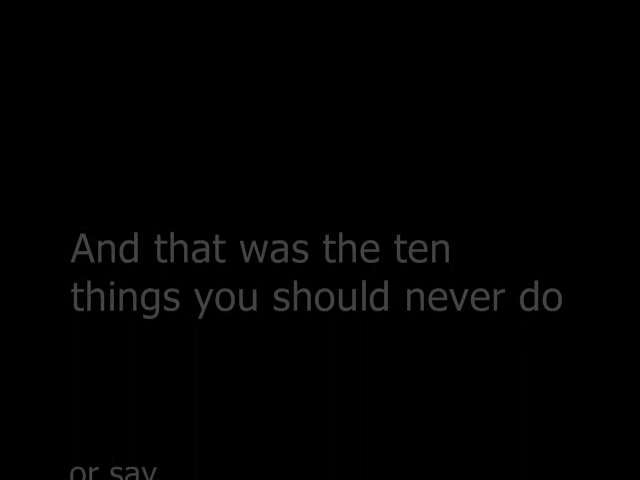 And that was the ten
things you should never do
or say